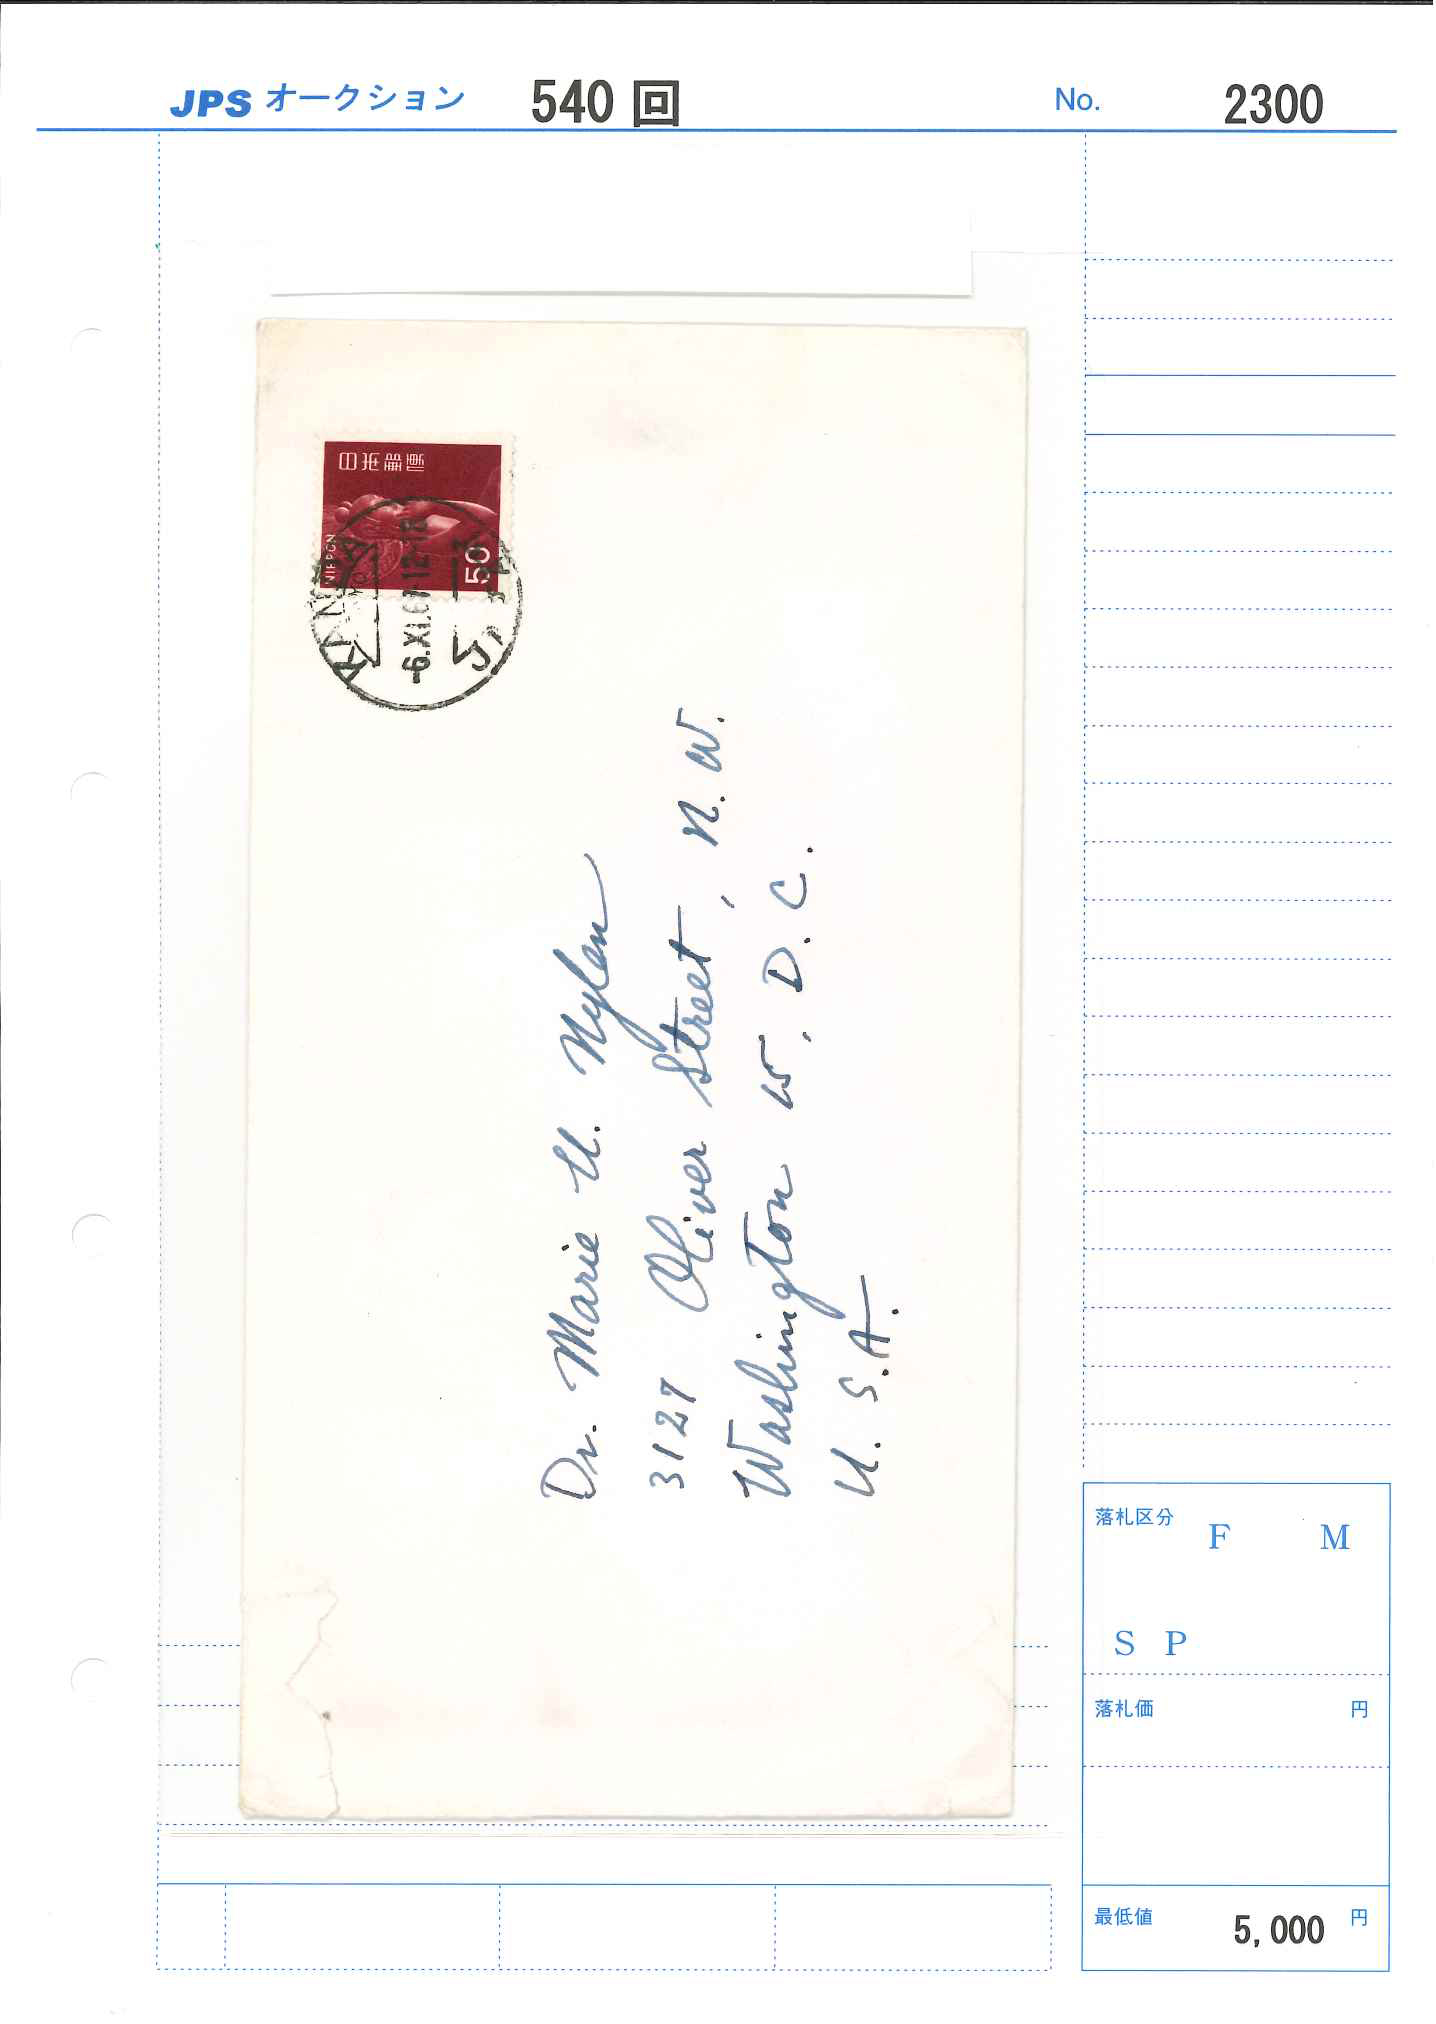 JPS オークション 540 回 No. 2300
日本郵便
NIPPON
50
-6.XI.61.12-18
Dr. Marie U. Nylen
3127 Oliver Street, N.W.
Washington 15, D.C.
U.S.A.
落札区分 F M
S P
落札価 円
最低値 5,000 円